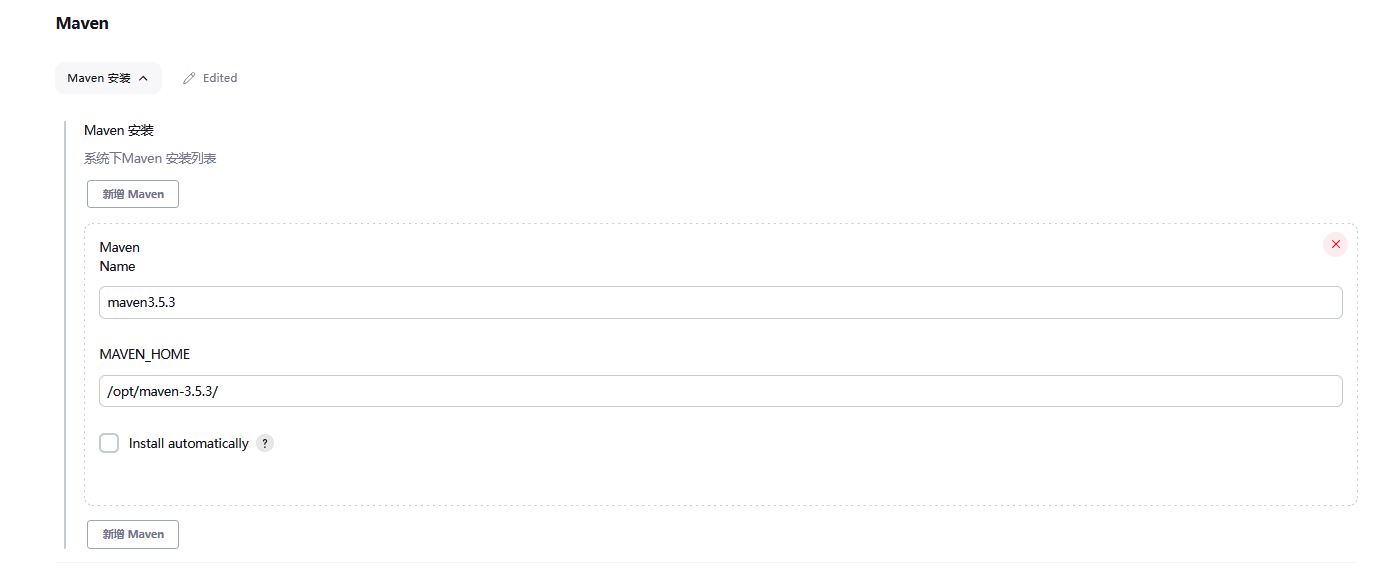 Maven
Maven 安装
Edited
Maven 安装
系统下Maven 安装列表
新增 Maven
Maven
Name
maven3.5.3
MAVEN_HOME
/opt/maven-3.5.3/
Install automatically ?
新增 Maven